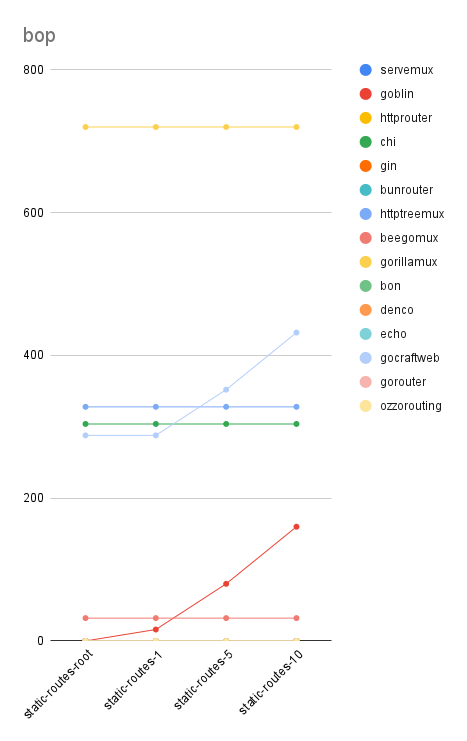 bop
800
600
400
200
0
static-routes-root
static-routes-1
static-routes-5
static-routes-10
servemux
goblin
httprouter
chi
gin
bunrouter
httptreemux
beegomux
gorillamux
bon
denco
echo
gocraftweb
gorouter
ozzorouting